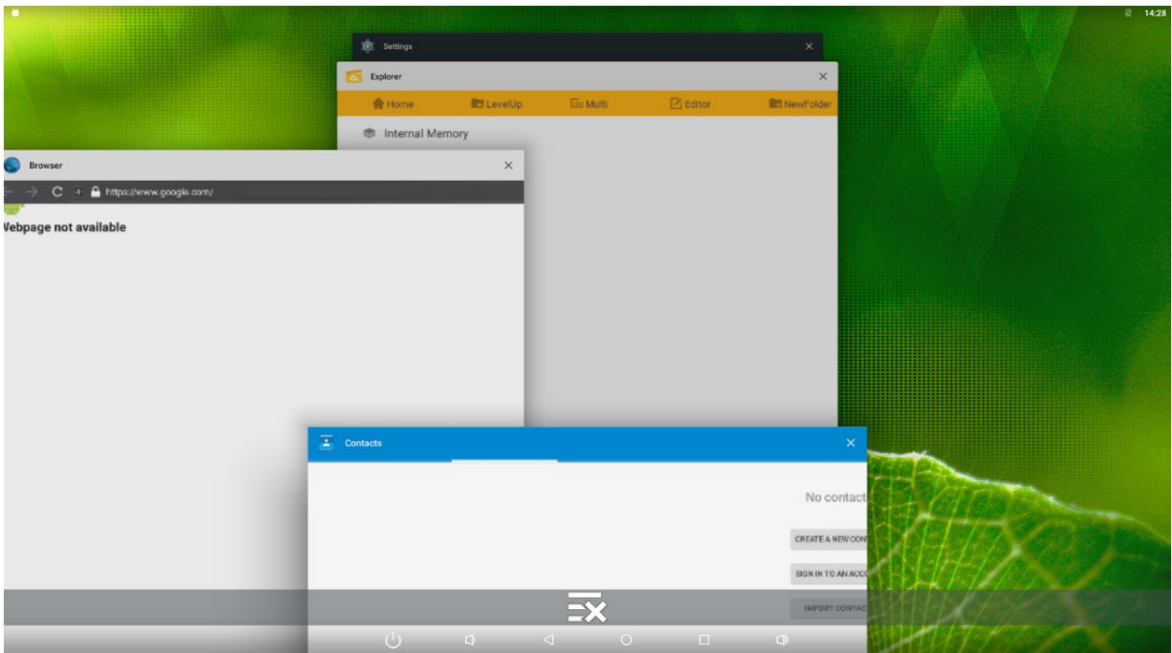 14:28
Settings
Explorer
Home LevelUp Multi Editor NewFolder
Internal Memory
Browser
https://www.google.com/
Webpage not available
Contacts
No contact
CREATE A NEW CON
SIGN IN TO AN ACCO
IMPORT CONTAC